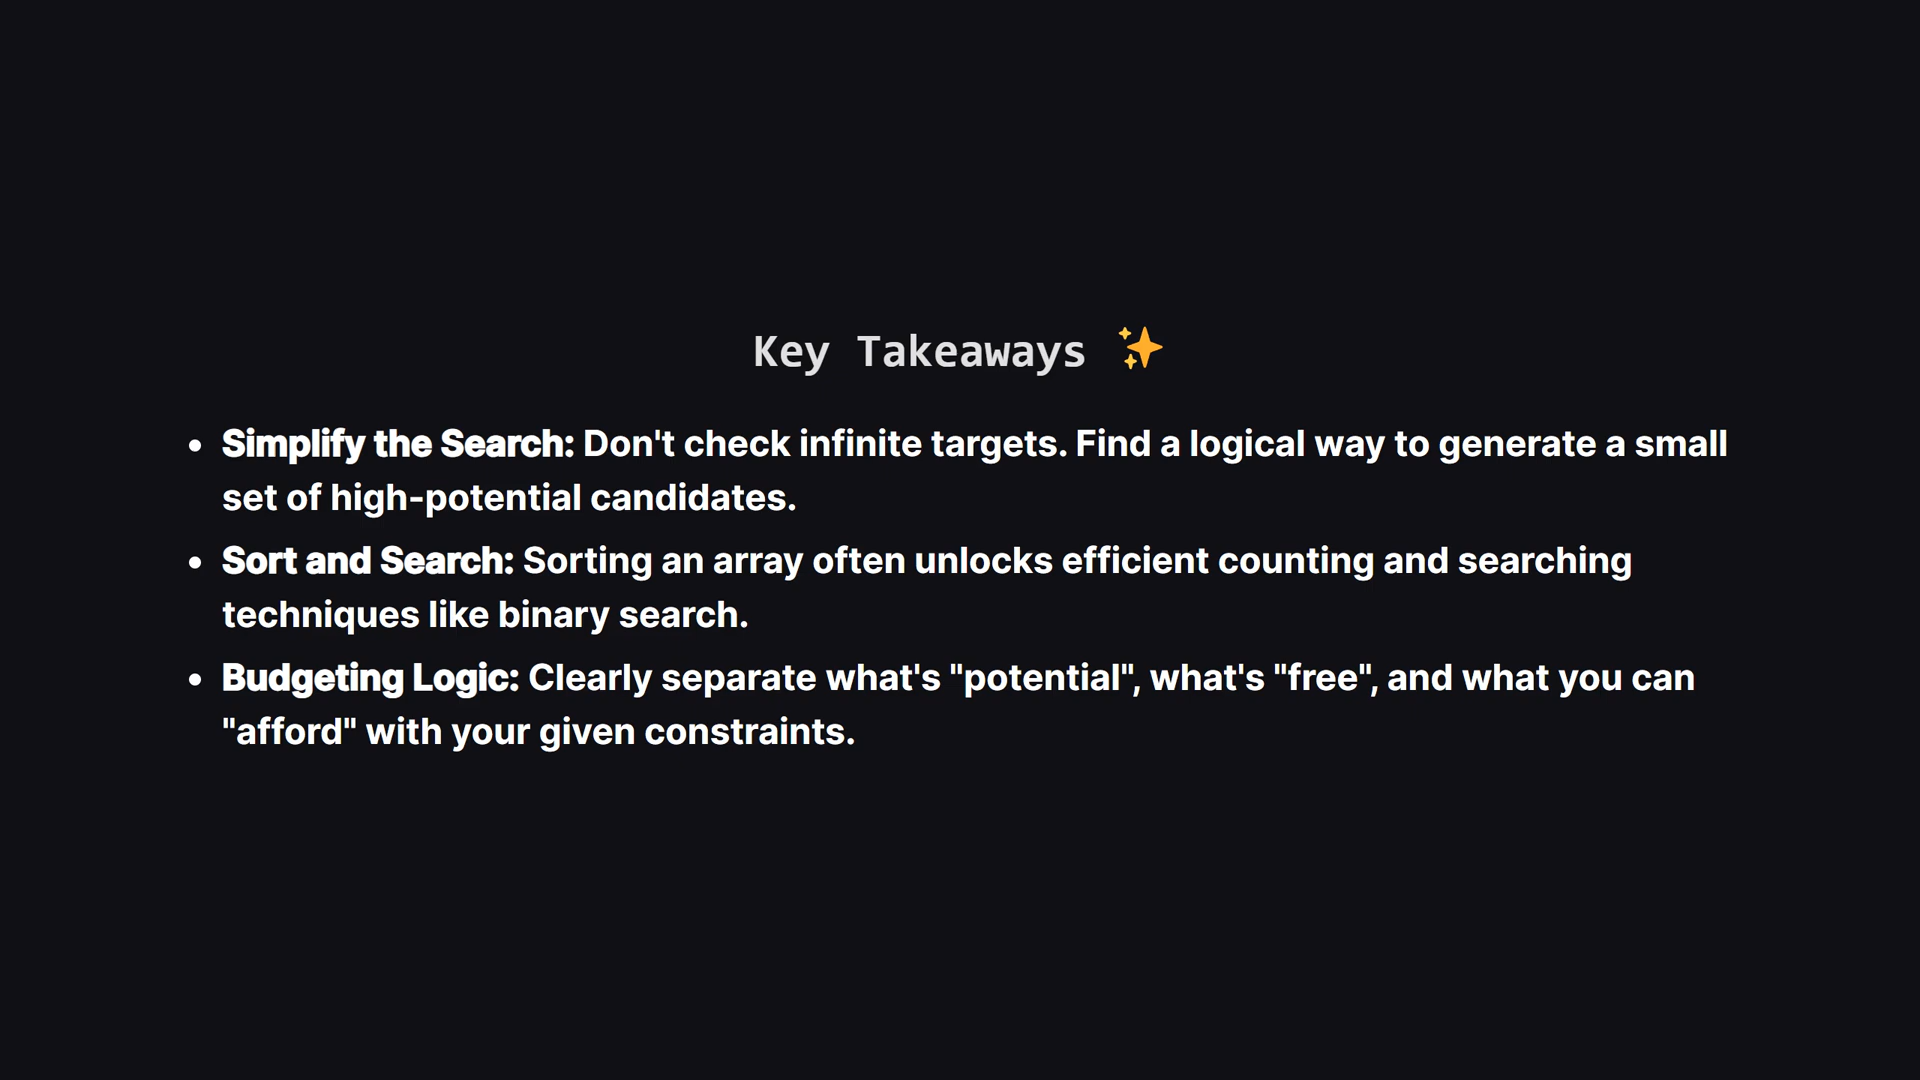 Key Takeaways ✨
• Simplify the Search: Don't check infinite targets. Find a logical way to generate a small
set of high-potential candidates.
• Sort and Search: Sorting an array often unlocks efficient counting and searching
techniques like binary search.
• Budgeting Logic: Clearly separate what's "potential", what's "free", and what you can
"afford" with your given constraints.